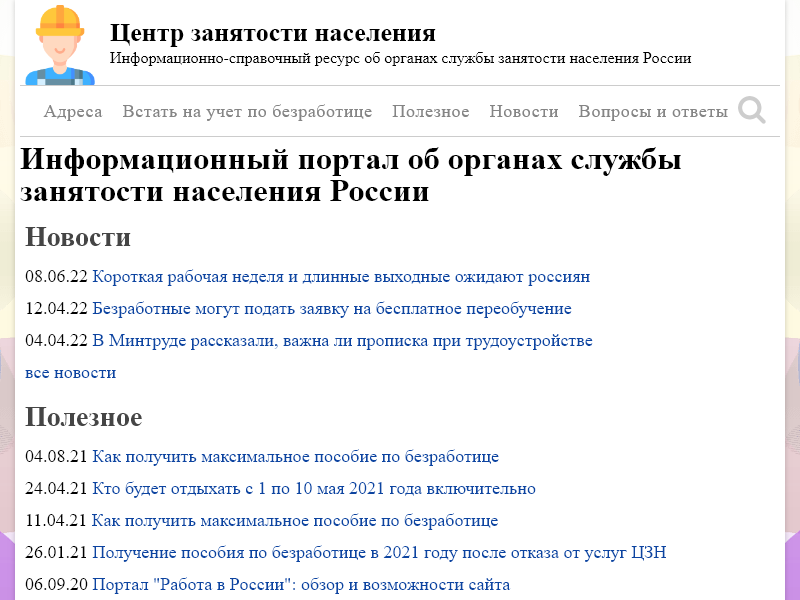 Центр занятости населения
Информационно-справочный ресурс об органах службы занятости населения России
Адреса Встать на учет по безработице Полезное Новости Вопросы и ответы
Информационный портал об органах службы
занятости населения России
Новости
08.06.22 Короткая рабочая неделя и длинные выходные ожидают россиян
12.04.22 Безработные могут подать заявку на бесплатное переобучение
04.04.22 В Минтруде рассказали, важна ли прописка при трудоустройстве
все новости
Полезное
04.08.21 Как получить максимальное пособие по безработице
24.04.21 Кто будет отдыхать с 1 по 10 мая 2021 года включительно
11.04.21 Как получить максимальное пособие по безработице
26.01.21 Получение пособия по безработице в 2021 году после отказа от услуг ЦЗН
06.09.20 Портал "Работа в России": обзор и возможности сайта